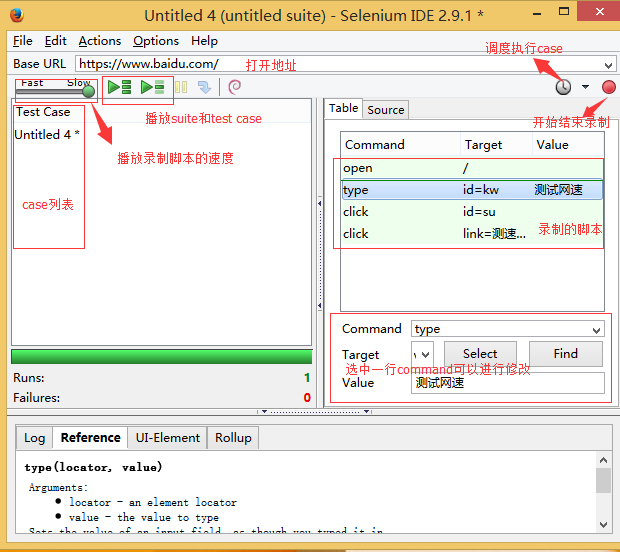 Untitled 4 (untitled suite) - Selenium IDE 2.9.1 *
File Edit Actions Options Help
调度执行case
Base URL https://www.baidu.com/ 打开地址
Fast Slow
开始结束录制
Test Case
播放suite和test case
Table Source
Untitled 4 *
播放录制脚本的速度
case列表
Command Target Value
open /
type id=kw 测试网速
click id=su
click link=测速...
录制的脚本
Command type
Target Select Find
选中一行command可以进行修改
Value 测试网速
Runs: 1
Failures: 0
Log Reference UI-Element Rollup
type(locator, value)
Arguments:
• locator - an element locator
• value - the value to type
Sets the value of an input field, as though you typed it in.